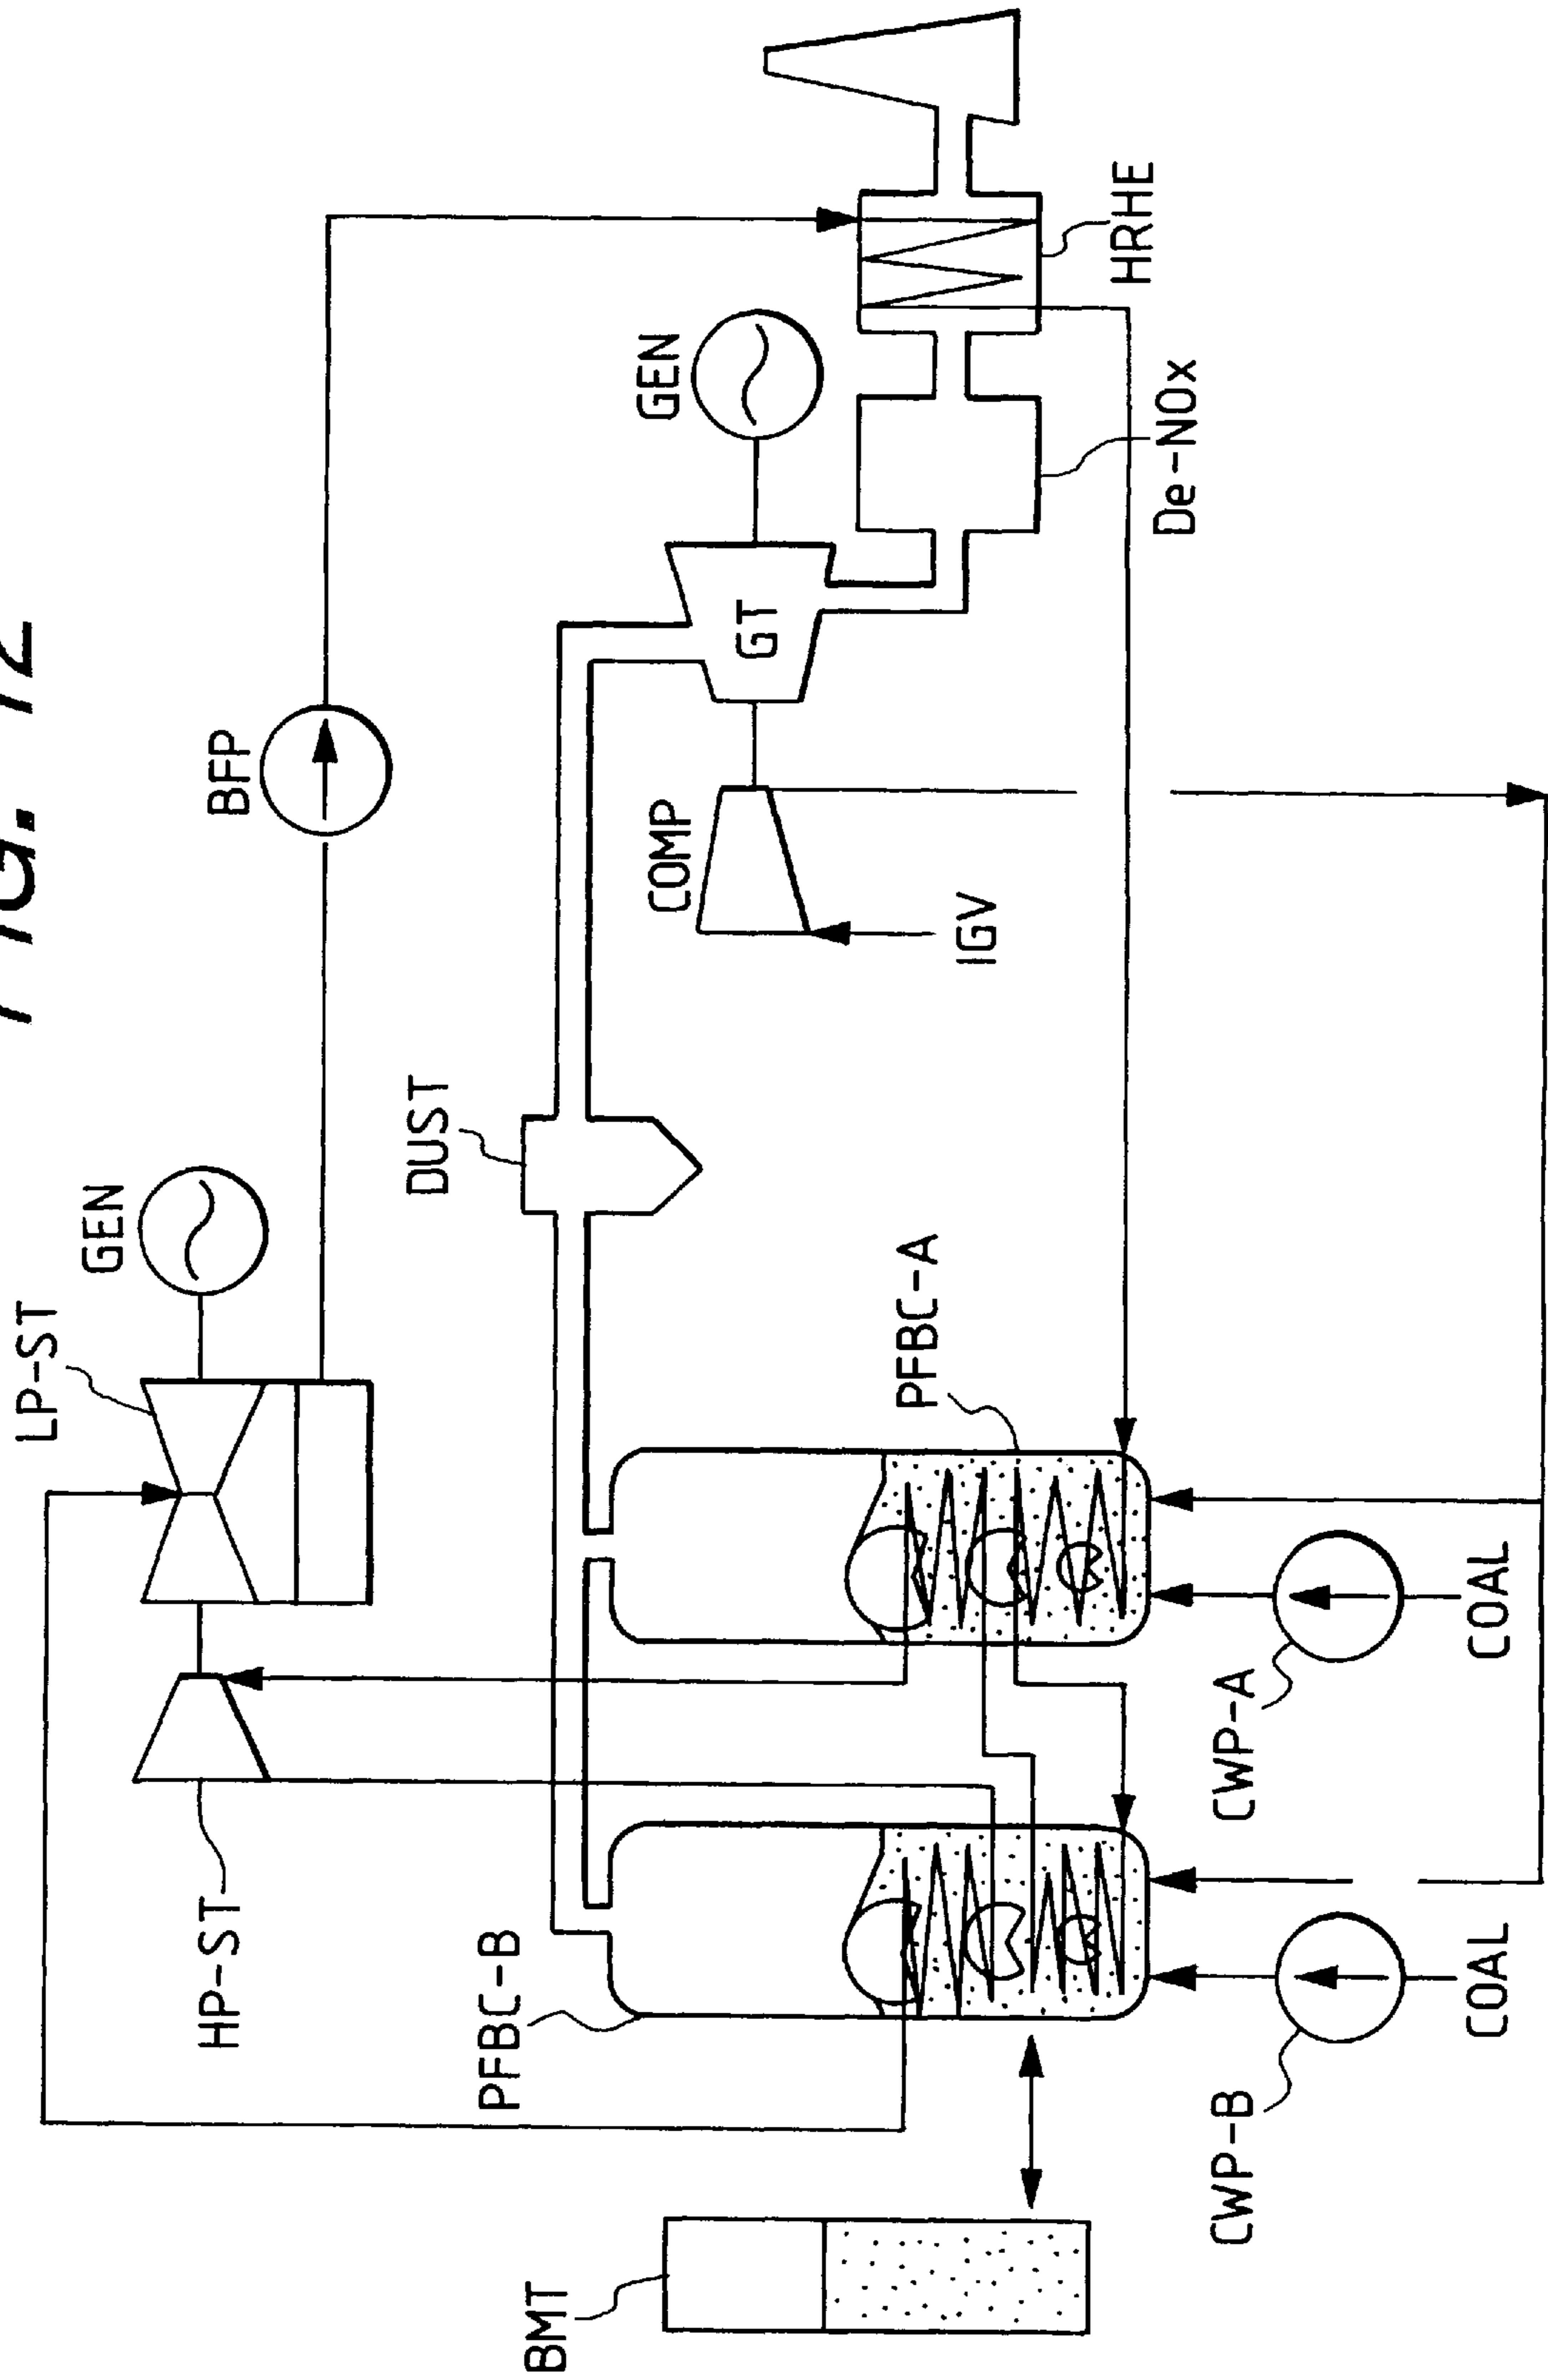 FIG. 12
LP-ST
GEN
HP-ST
BFP
DUST
PFBC-B
BMT
COMP
GEN
GT
PFBC-A
IGV
HRHE
De-NOx
CWP-B
CWP-A
COAL
COAL